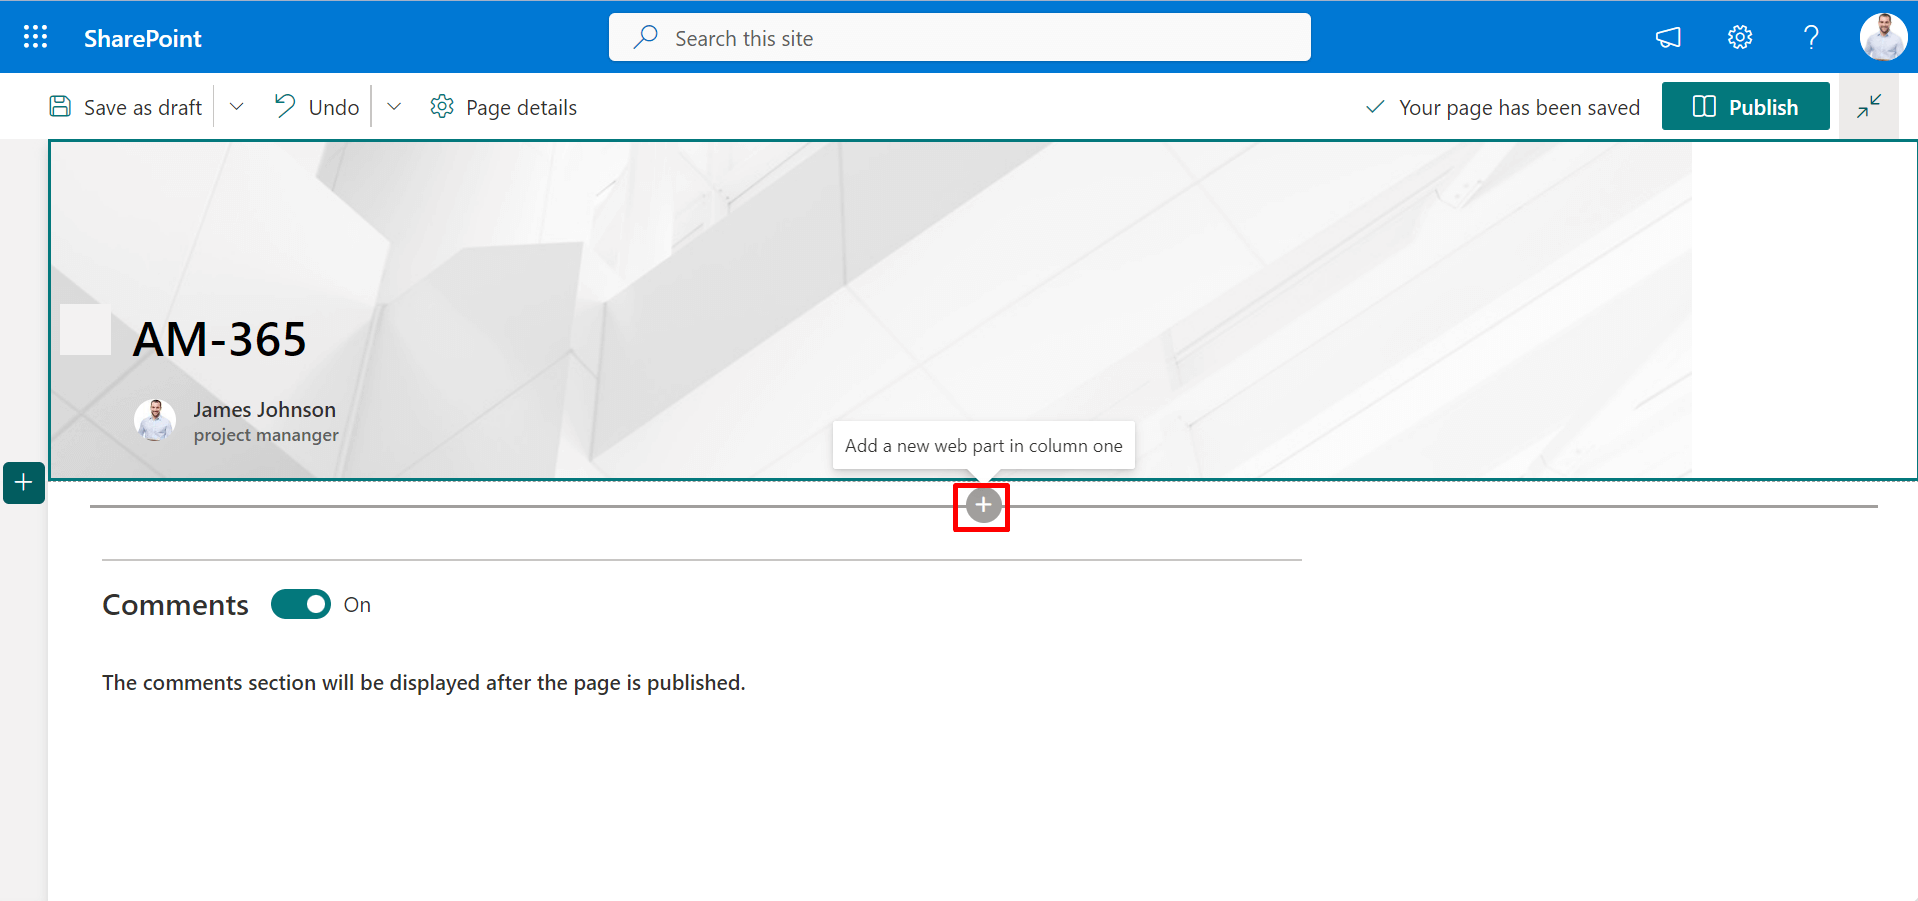 SharePoint
Search this site
Save as draft
Undo
Page details
Your page has been saved
Publish
AM-365
James Johnson
project mananger
Add a new web part in column one
Comments
On
The comments section will be displayed after the page is published.